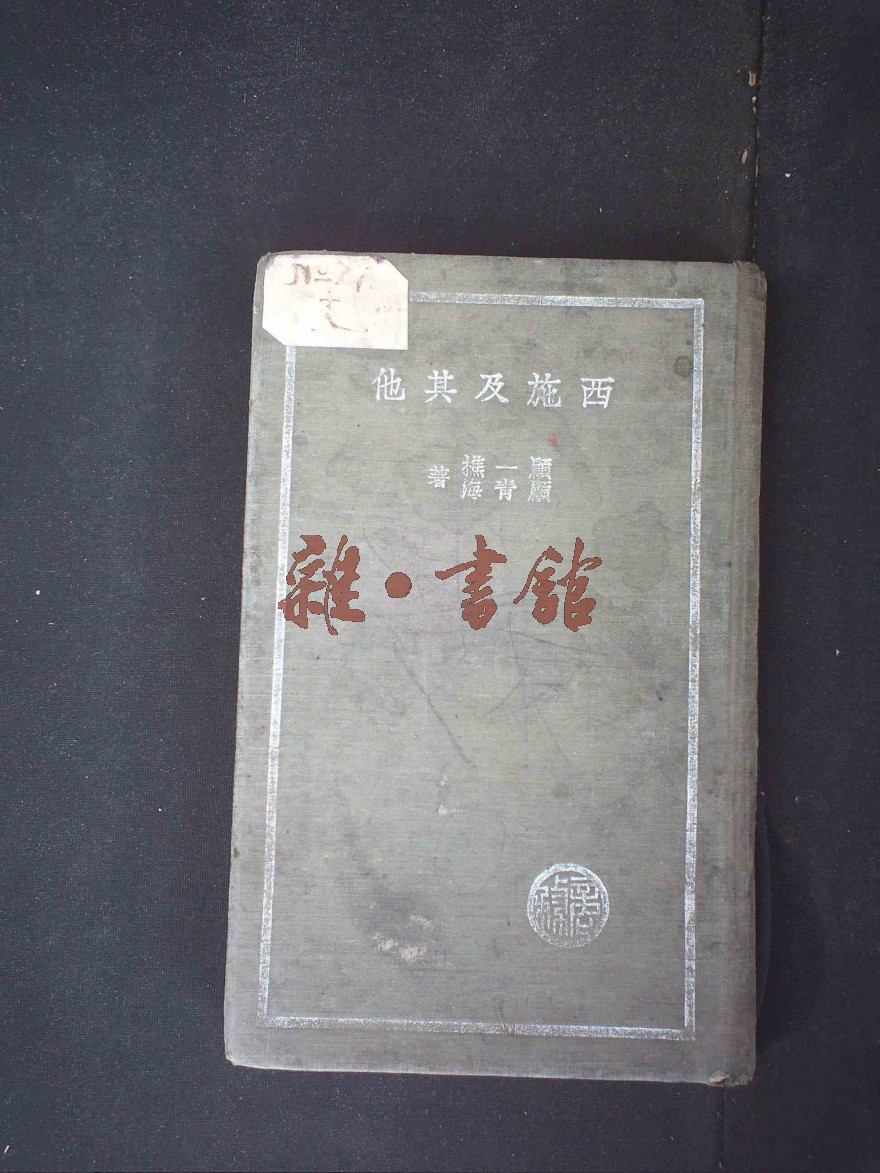 西施及其他
顧一樵
顧青海
著
雜·書館